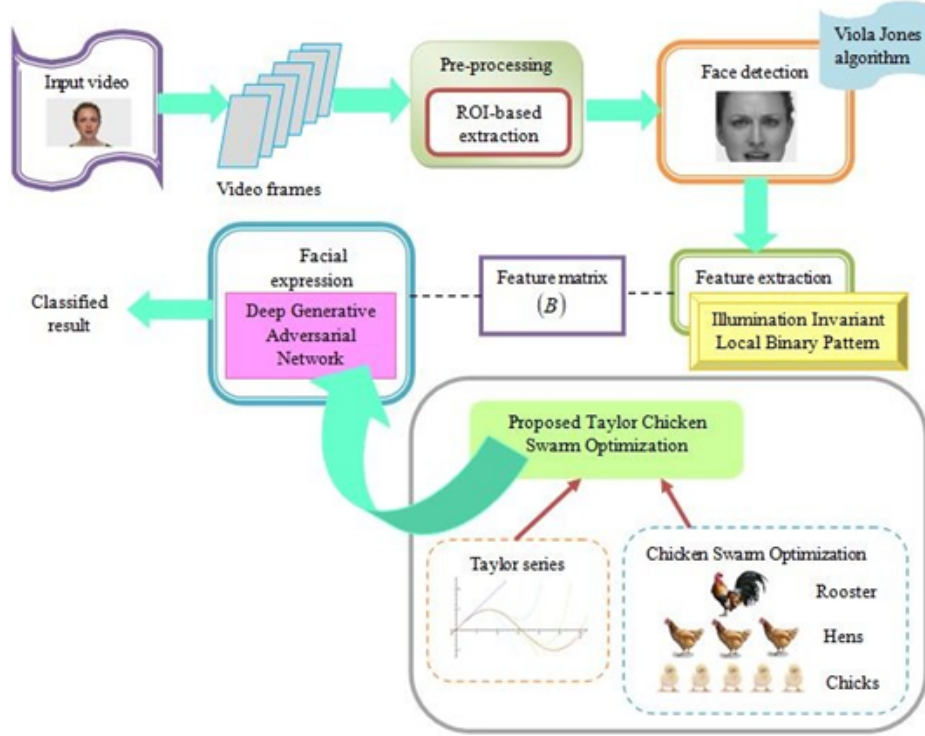 Input video
Video frames
Pre-processing
ROI-based
extraction
Face detection
Viola Jones
algorithm
Classified
result
Facial
expression
Deep Generative
Adversarial
Network
Feature matrix
(B)
Feature extraction
Illumination Invariant
Local Binary Pattern
Proposed Taylor Chicken
Swarm Optimization
Taylor series
Chicken Swarm Optimization
Rooster
Hens
Chicks